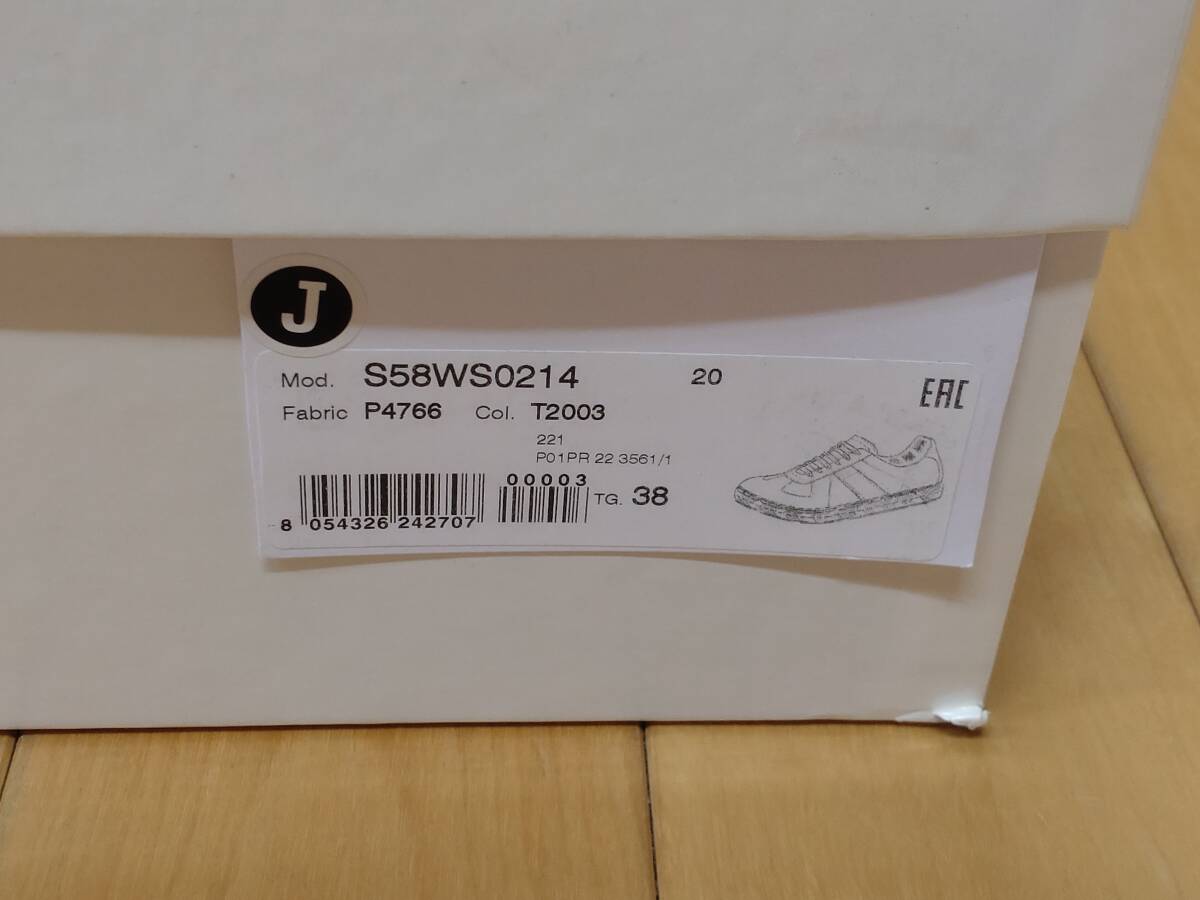 J
Mod. S58WS0214 20
EAC
Fabric P4766 Col. T2003
221
P01PR 22 3561/1
00003
TG. 38
8 054326 242707